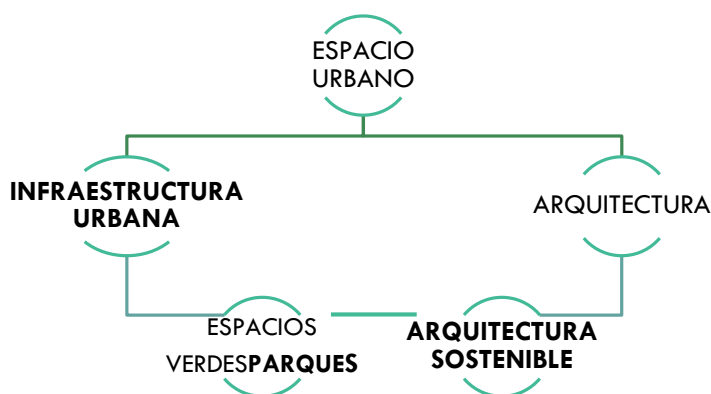 ESPACIO
URBANO
INFRAESTRUCTURA
URBANA
ARQUITECTURA
ESPACIOS
VERDESPARQUES
ARQUITECTURA
SOSTENIBLE